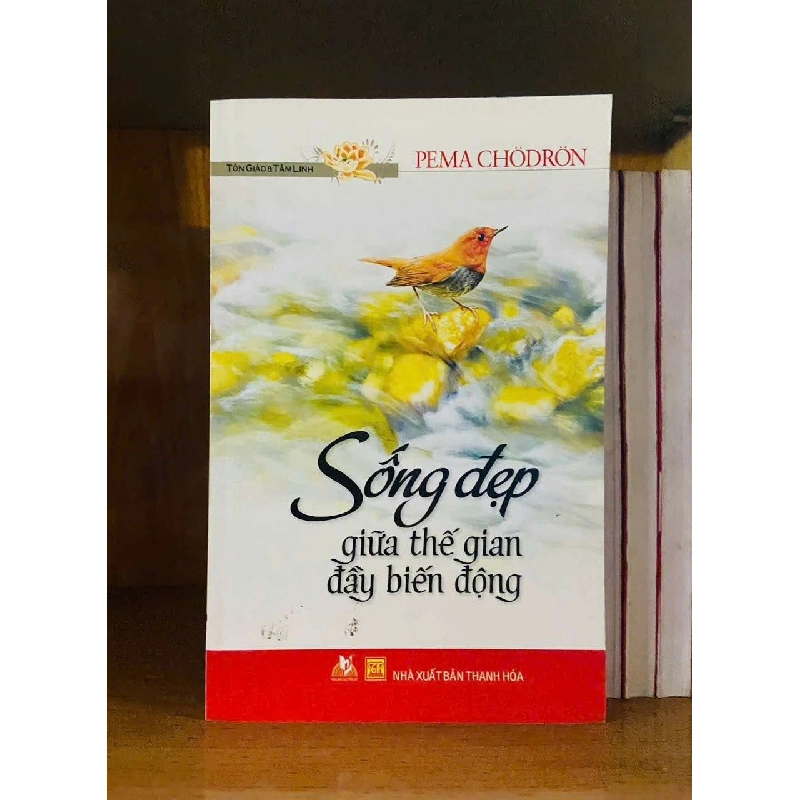 TÔN GIÁO & TÂM LINH
PEMA CHÖDRÖN
Sống đẹp
giữa thế gian
đầy biến động
NHÀ XUẤT BẢN THANH HÓA